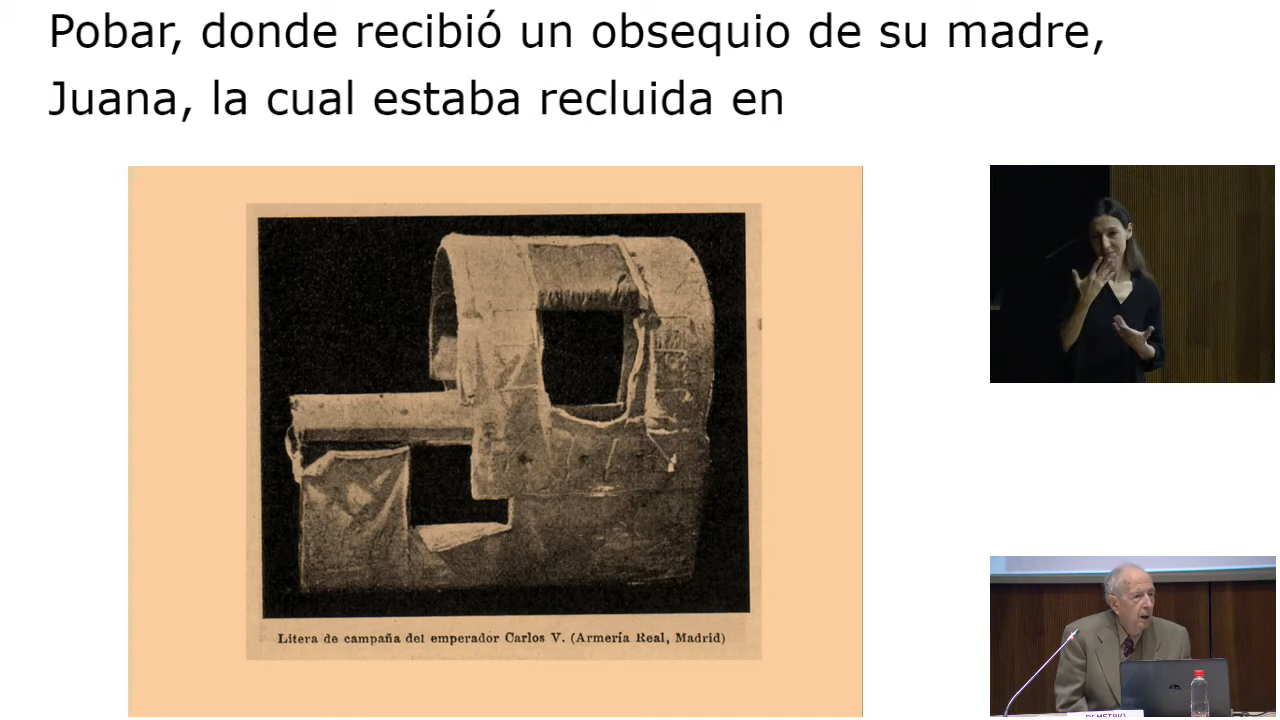 Pobar, donde recibió un obsequio de su madre,
Juana, la cual estaba recluida en
Litera de campaña del emperador Carlos V. (Armería Real, Madrid)